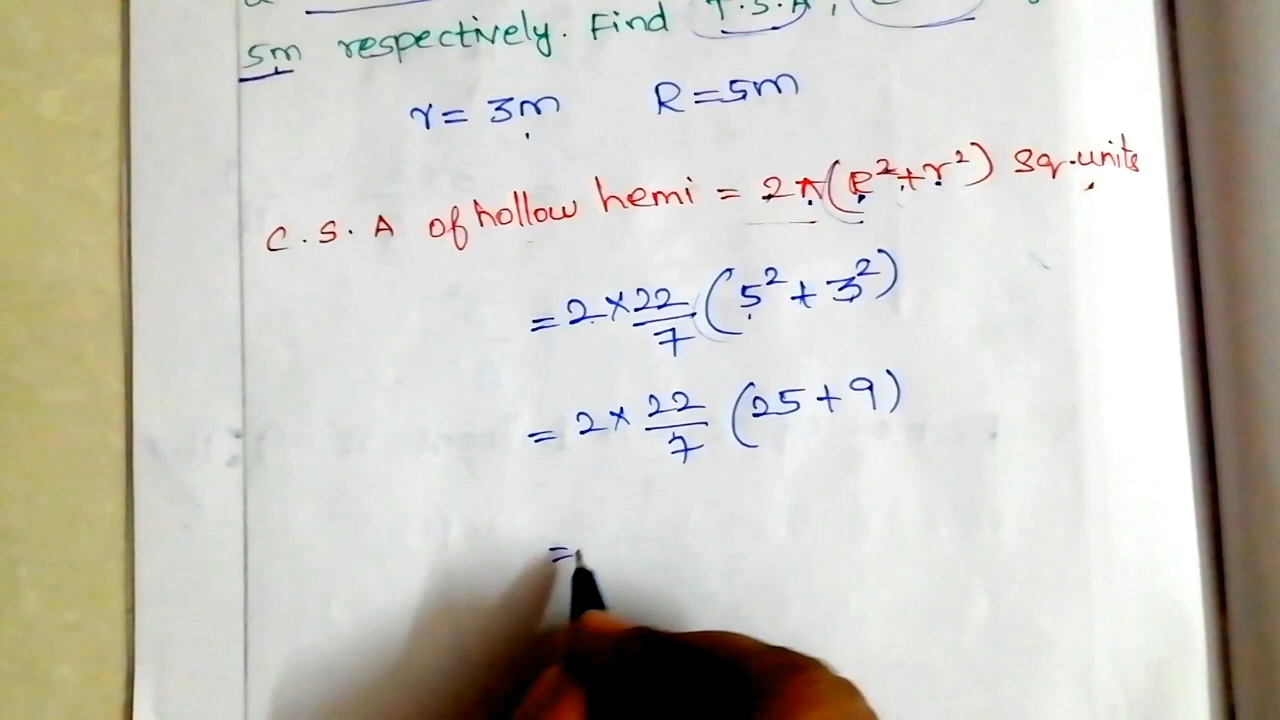 5m respectively. Find T.S.A,
r = 3m R = 5m
C.S.A of hollow hemi = 2π(R²+r²) sq.units
= 2 × 22/7 (5² + 3²)
= 2 × 22/7 (25 + 9)
=